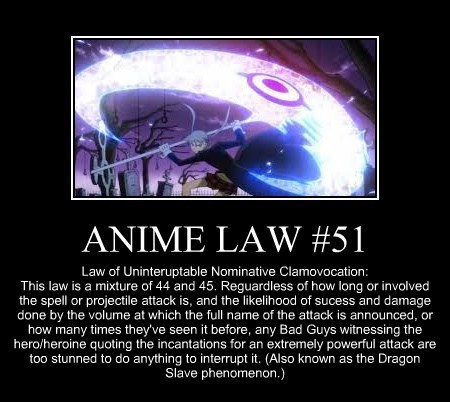 ANIME LAW #51
Law of Uninteruptable Nominative Clamovocation:
This law is a mixture of 44 and 45. Reguardless of how long or involved
the spell or projectile attack is, and the likelihood of sucess and damage
done by the volume at which the full name of the attack is announced, or
how many times they've seen it before, any Bad Guys witnessing the
hero/heroine quoting the incantations for an extremely powerful attack are
too stunned to do anything to interrupt it. (Also known as the Dragon
Slave phenomenon.)